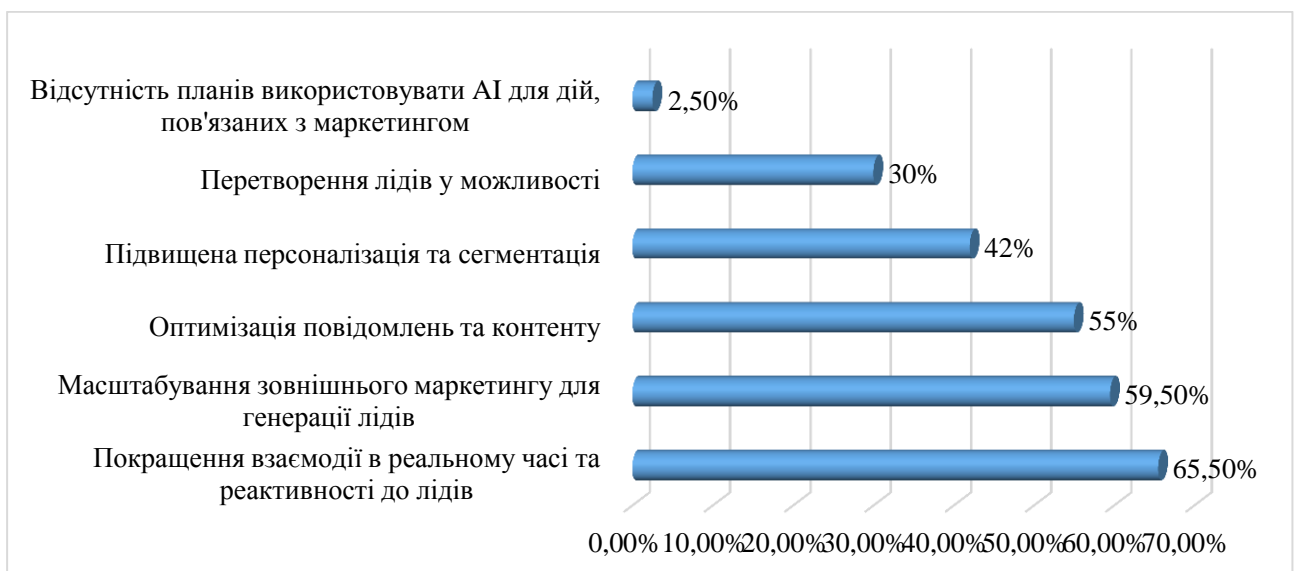 Відсутність планів використовувати AI для дій,
пов'язаних з маркетингом
2,50%
Перетворення лідів у можливості
30%
Підвищена персоналізація та сегментація
42%
Оптимізація повідомлень та контенту
55%
Масштабування зовнішнього маркетингу для
генерації лідів
59,50%
Покращення взаємодії в реальному часі та
реактивності до лідів
65,50%
0,00% 10,00% 20,00% 30,00% 40,00% 50,00% 60,00% 70,00%